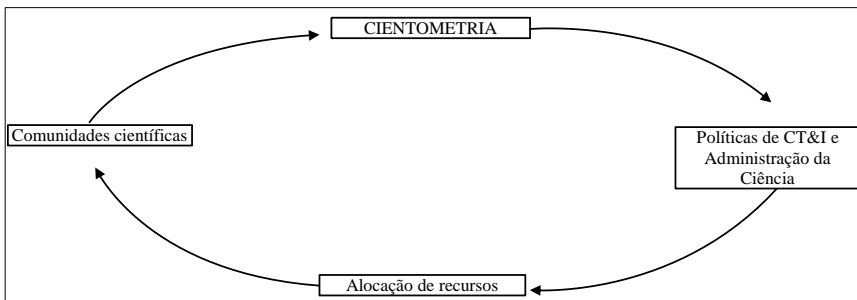 CIENTOMETRIA
Comunidades científicas
Políticas de CT&I e
Administração da
Ciência
Alocação de recursos